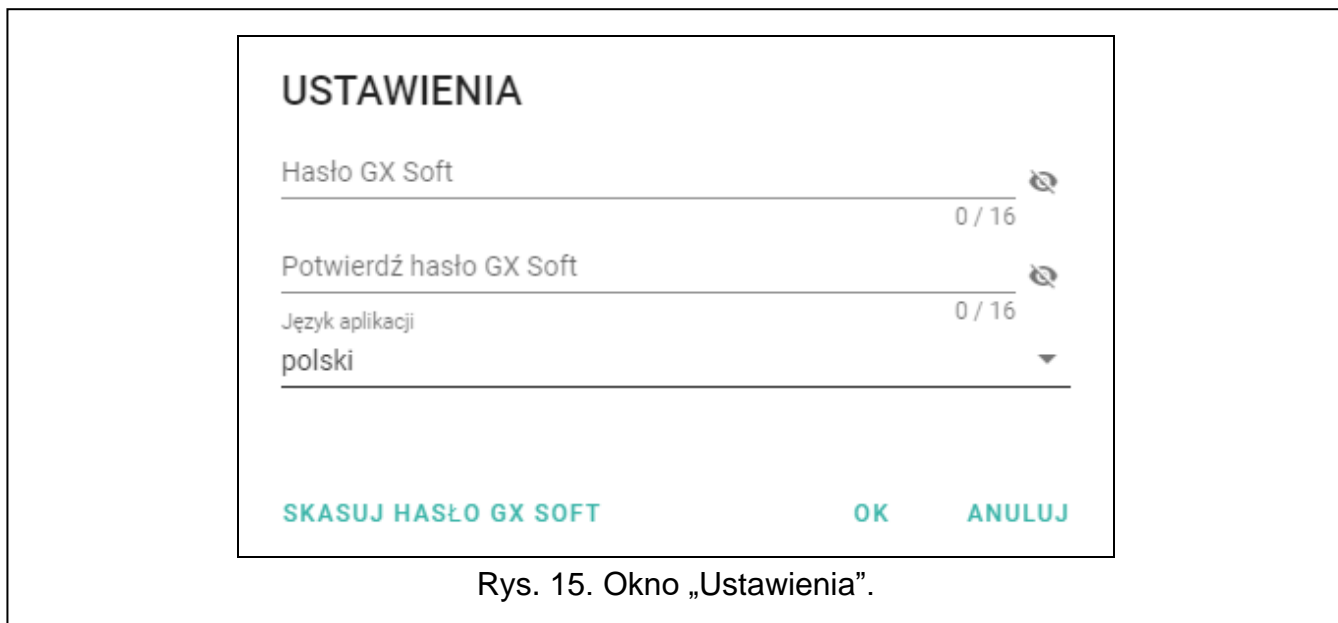 USTAWIENIA
Hasło GX Soft
0 / 16
Potwierdź hasło GX Soft
0 / 16
Język aplikacji
polski
SKASUJ HASŁO GX SOFT OK ANULUJ
Rys. 15. Okno „Ustawienia”.